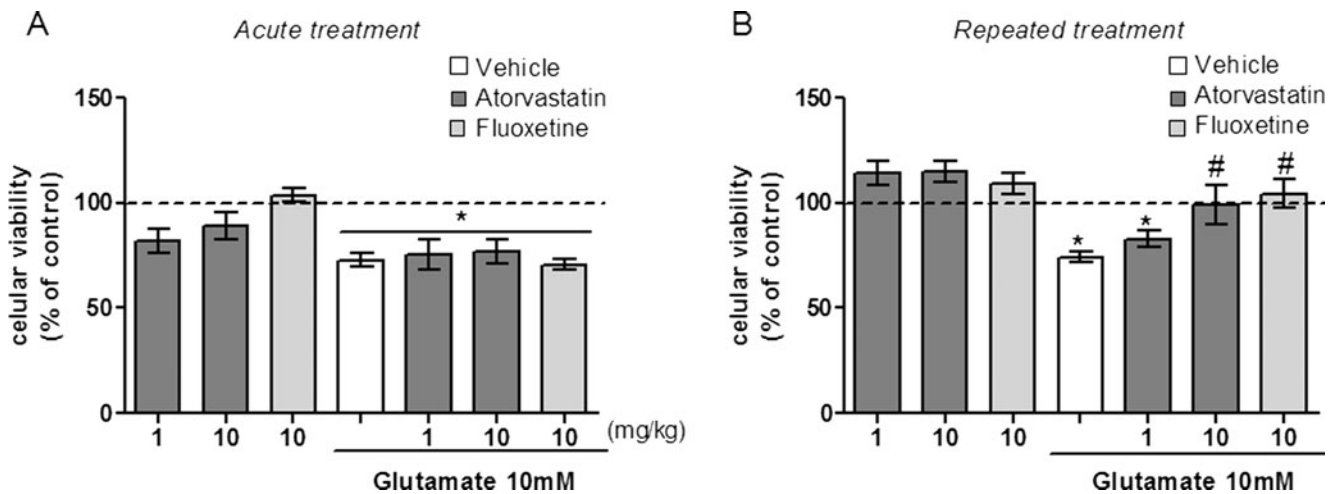 A
Acute treatment
Vehicle
Atorvastatin
Fluoxetine
celular viability
(% of control)
150
100
50
0
*
1 10 10 1 10 10 (mg/kg)
Glutamate 10mM
B
Repeated treatment
Vehicle
Atorvastatin
Fluoxetine
celular viability
(% of control)
150
100
50
0
* * # #
1 10 10 1 10 10
Glutamate 10mM